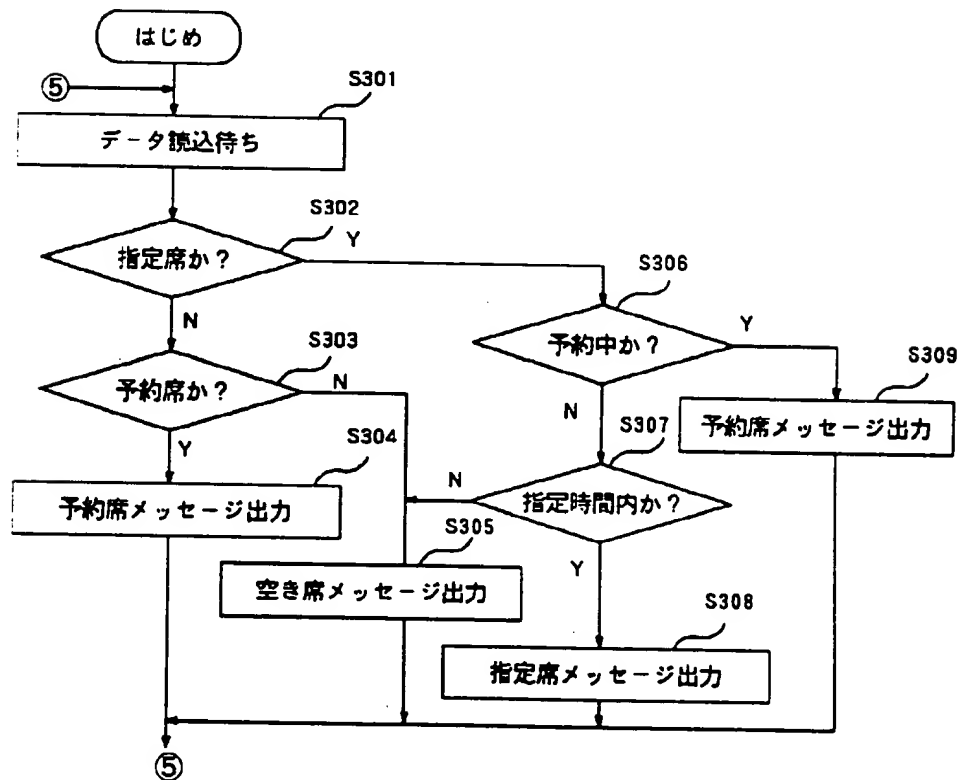 はじめ
⑤
S301
データ読込待ち
S302
指定席か？
Y
N
S306
予約中か？
Y
N
S303
予約席か？
N
Y
S309
予約席メッセージ出力
S304
予約席メッセージ出力
S307
指定時間内か？
N
Y
S305
空き席メッセージ出力
S308
指定席メッセージ出力
⑤